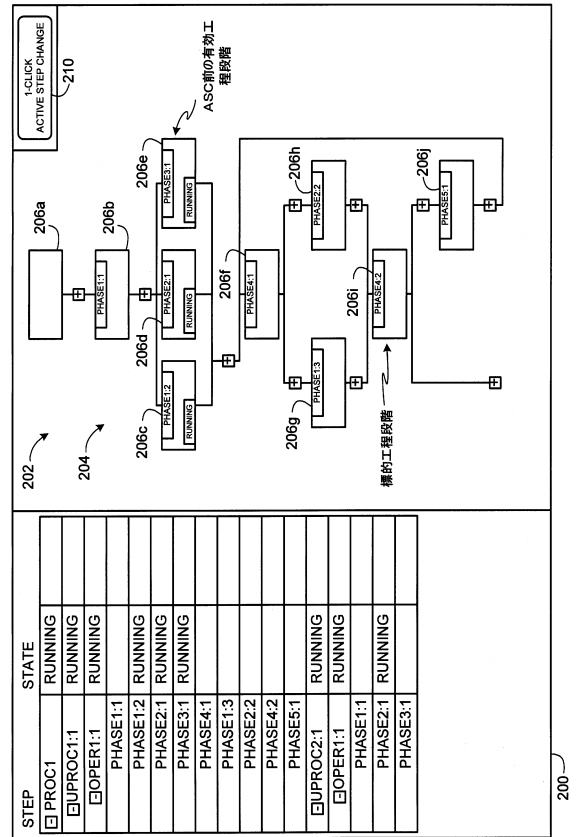 STEP STATE
PROC1 RUNNING
UPROC1:1 RUNNING
OPER1:1 RUNNING
PHASE1:1
PHASE1:2 RUNNING
PHASE2:1 RUNNING
PHASE3:1 RUNNING
PHASE4:1
PHASE1:3
PHASE2:2
PHASE4:2
PHASE5:1
UPROC2:1 RUNNING
OPER1:1 RUNNING
PHASE1:1
PHASE2:1 RUNNING
PHASE3:1
200
202
204
1-CLICK
ACTIVE STEP CHANGE
210
206a
206b
PHASE1:1
206c
PHASE1:2
RUNNING
206d
PHASE2:1
RUNNING
206e
PHASE3:1
RUNNING
ASC前の有効工
程段階
206f
PHASE4:1
206g
PHASE1:3
206h
PHASE2:2
206i
PHASE4:2
標的工程段階
206j
PHASE5:1